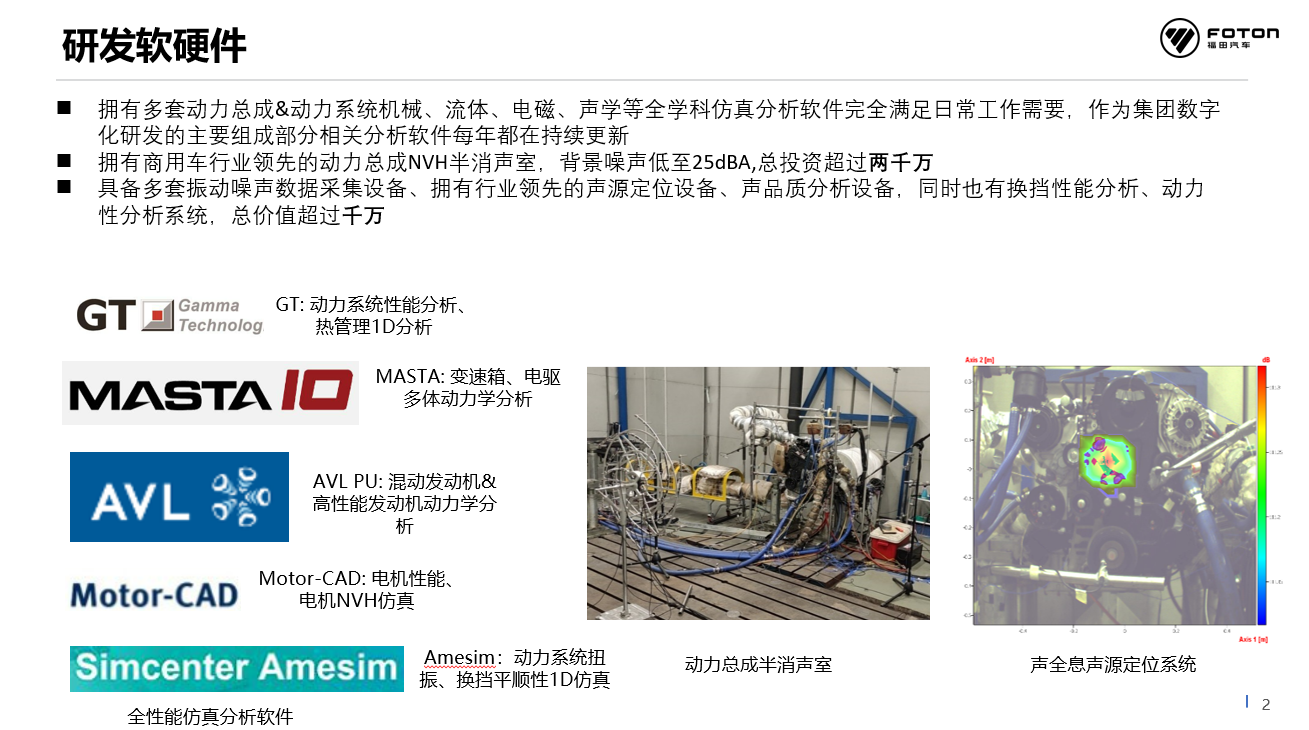 研发软硬件
FOTON
福田汽车
■ 拥有多套动力总成&动力系统机械、流体、电磁、声学等全学科仿真分析软件完全满足日常工作需要，作为集团数字
化研发的主要组成部分相关分析软件每年都在持续更新
■ 拥有商用车行业领先的动力总成NVH半消声室，背景噪声低至25dBA,总投资超过两千万
■ 具备多套振动噪声数据采集设备、拥有行业领先的声源定位设备、声品质分析设备，同时也有换挡性能分析、动力
性分析系统，总价值超过千万
GT
Gamma
Technolog
GT: 动力系统性能分析、
热管理1D分析
MASTA 10
MASTA: 变速箱、电驱
多体动力学分析
AVL
AVL PU: 混动发动机&
高性能发动机动力学分
析
Motor-CAD
Motor-CAD: 电机性能、
电机NVH仿真
Simcenter Amesim
Amesim：动力系统扭
振、换挡平顺性1D仿真
全性能仿真分析软件
动力总成半消声室
Axis 2 [m]
dB
Axis 1 [m]
声全息声源定位系统
2